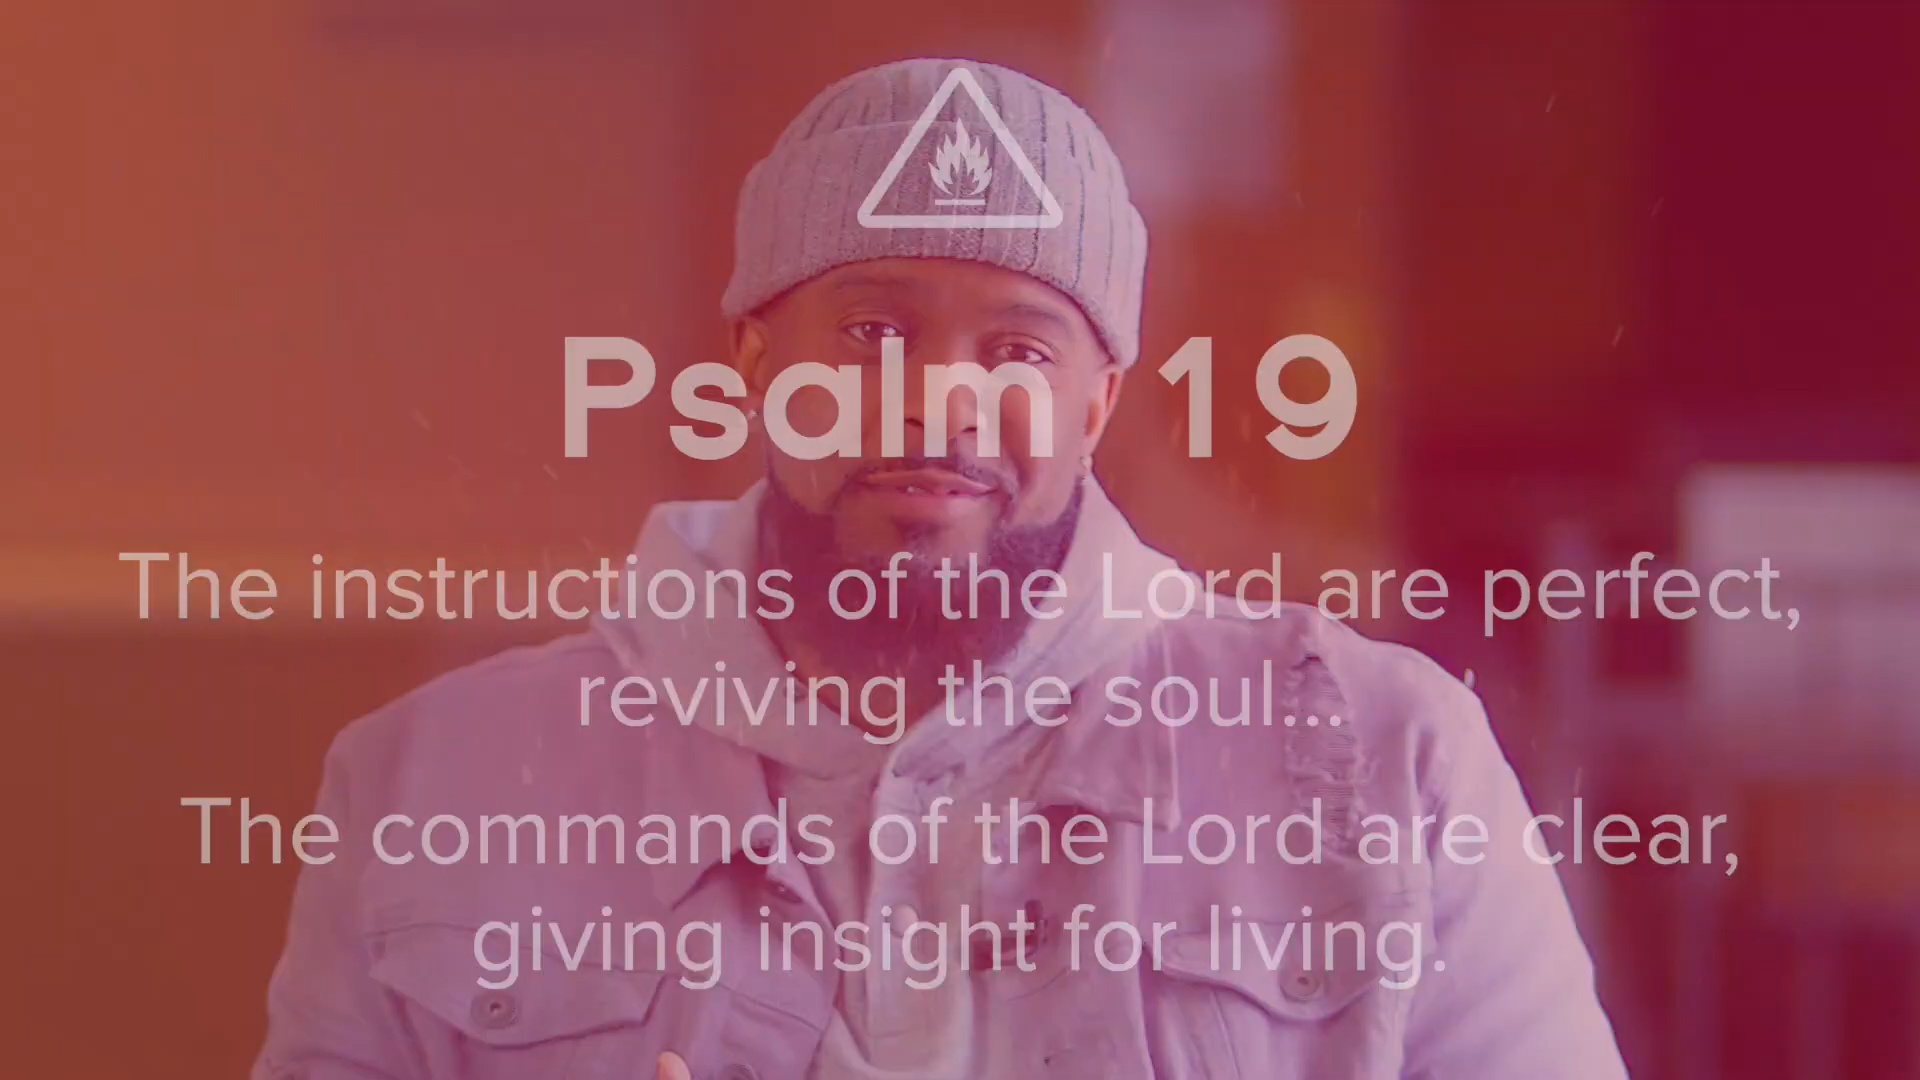 Psalm 19
The instructions of the Lord are perfect,
reviving the soul...
The commands of the Lord are clear,
giving insight for living.